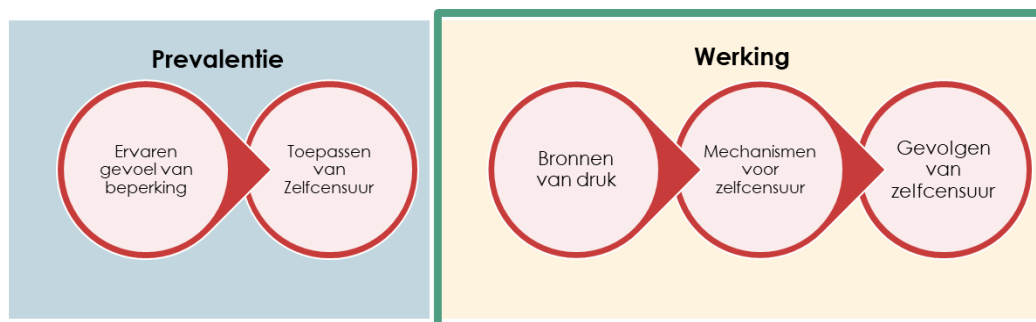 Prevalentie
Ervaren
gevoel van
beperking
Toepassen
van
Zelfcensuur
Werking
Bronnen
van druk
Mechanismen
voor
zelfcensuur
Gevolgen
van
zelfcensuur